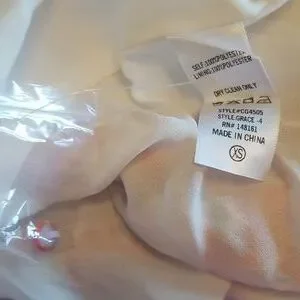 SELF:100%POLYESTER
LINING:100%POLYESTER
DRY CLEAN ONLY
STYLE#CG4505
STYLE:GRACE -4
RN# 148161
MADE IN CHINA
XS